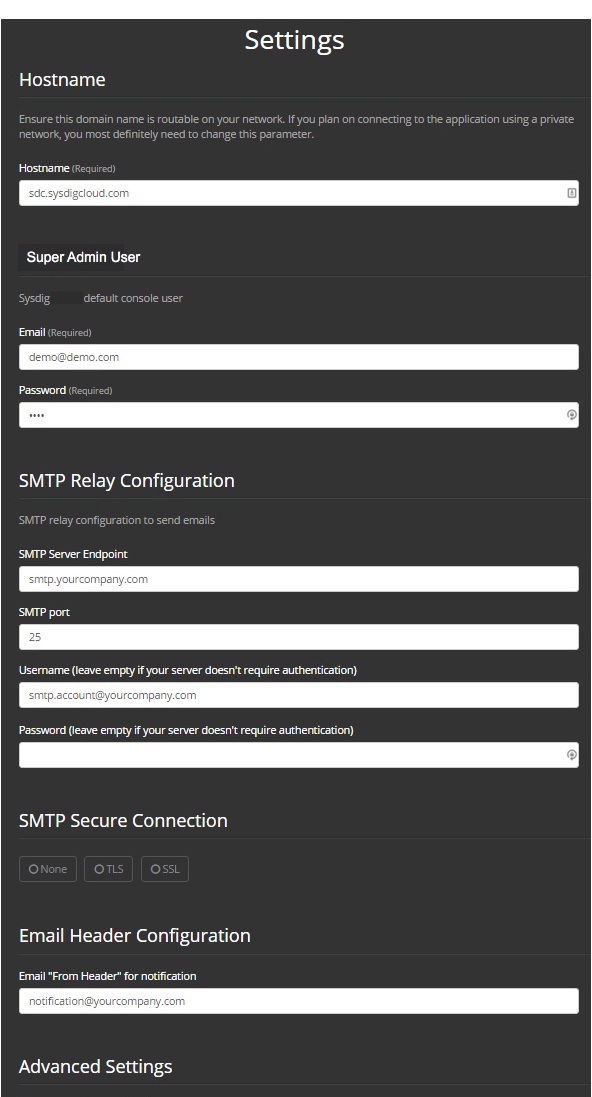 Settings
Hostname
Ensure this domain name is routable on your network. If you plan on connecting to the application using a private
network, you most definitely need to change this parameter.
Hostname (Required)
sdc.sysdigcloud.com
Super Admin User
Sysdig default console user
Email (Required)
demo@demo.com
Password (Required)
••••
SMTP Relay Configuration
SMTP relay configuration to send emails
SMTP Server Endpoint
smtp.yourcompany.com
SMTP port
25
Username (leave empty if your server doesn't require authentication)
smtp.account@yourcompany.com
Password (leave empty if your server doesn't require authentication)
SMTP Secure Connection
None TLS SSL
Email Header Configuration
Email "From Header" for notification
notification@yourcompany.com
Advanced Settings